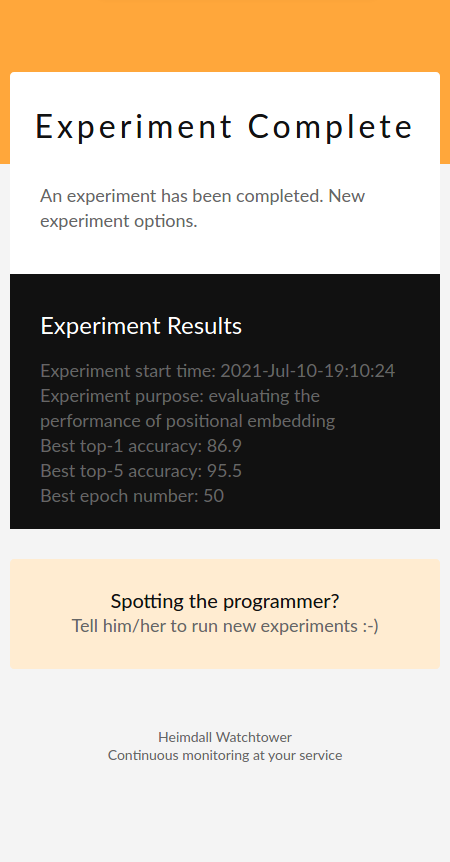 Experiment Complete
An experiment has been completed. New
experiment options.
Experiment Results
Experiment start time: 2021-Jul-10-19:10:24
Experiment purpose: evaluating the
performance of positional embedding
Best top-1 accuracy: 86.9
Best top-5 accuracy: 95.5
Best epoch number: 50
Spotting the programmer?
Tell him/her to run new experiments :-)
Heimdall Watchtower
Continuous monitoring at your service